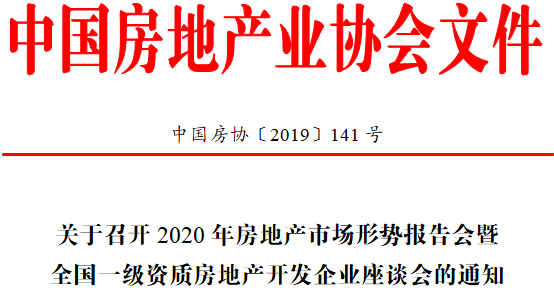 中国房地产业协会文件
中国房协〔2019〕141 号
关于召开 2020 年房地产市场形势报告会暨
全国一级资质房地产开发企业座谈会的通知